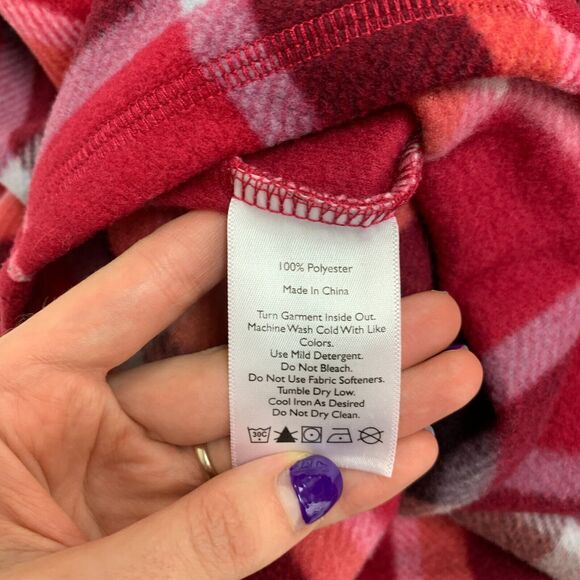 100% Polyester
Made In China
Turn Garment Inside Out.
Machine Wash Cold With Like
Colors.
Use Mild Detergent.
Do Not Bleach.
Do Not Use Fabric Softeners.
Tumble Dry Low.
Cool Iron As Desired
Do Not Dry Clean.
30C